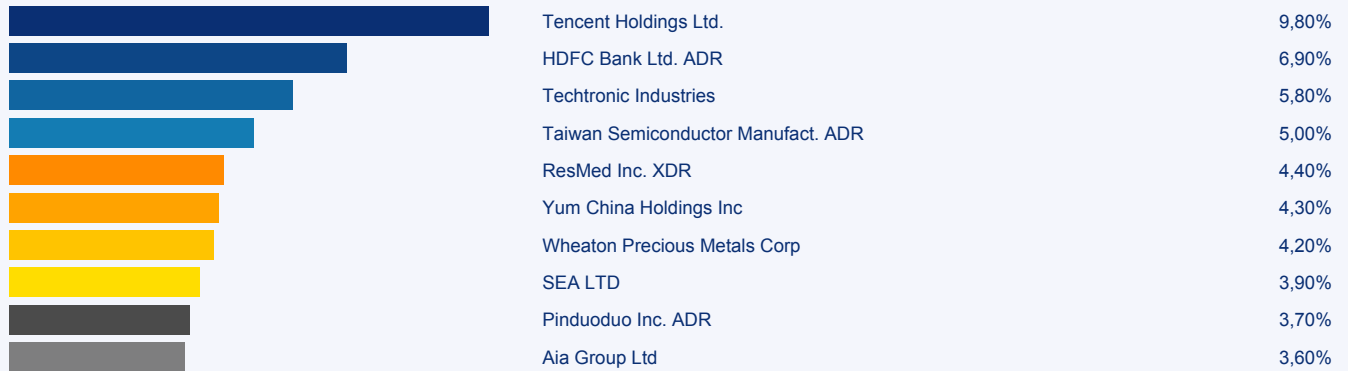 Tencent Holdings Ltd. 9,80%
HDFC Bank Ltd. ADR 6,90%
Techtronic Industries 5,80%
Taiwan Semiconductor Manufact. ADR 5,00%
ResMed Inc. XDR 4,40%
Yum China Holdings Inc 4,30%
Wheaton Precious Metals Corp 4,20%
SEA LTD 3,90%
Pinduoduo Inc. ADR 3,70%
Aia Group Ltd 3,60%